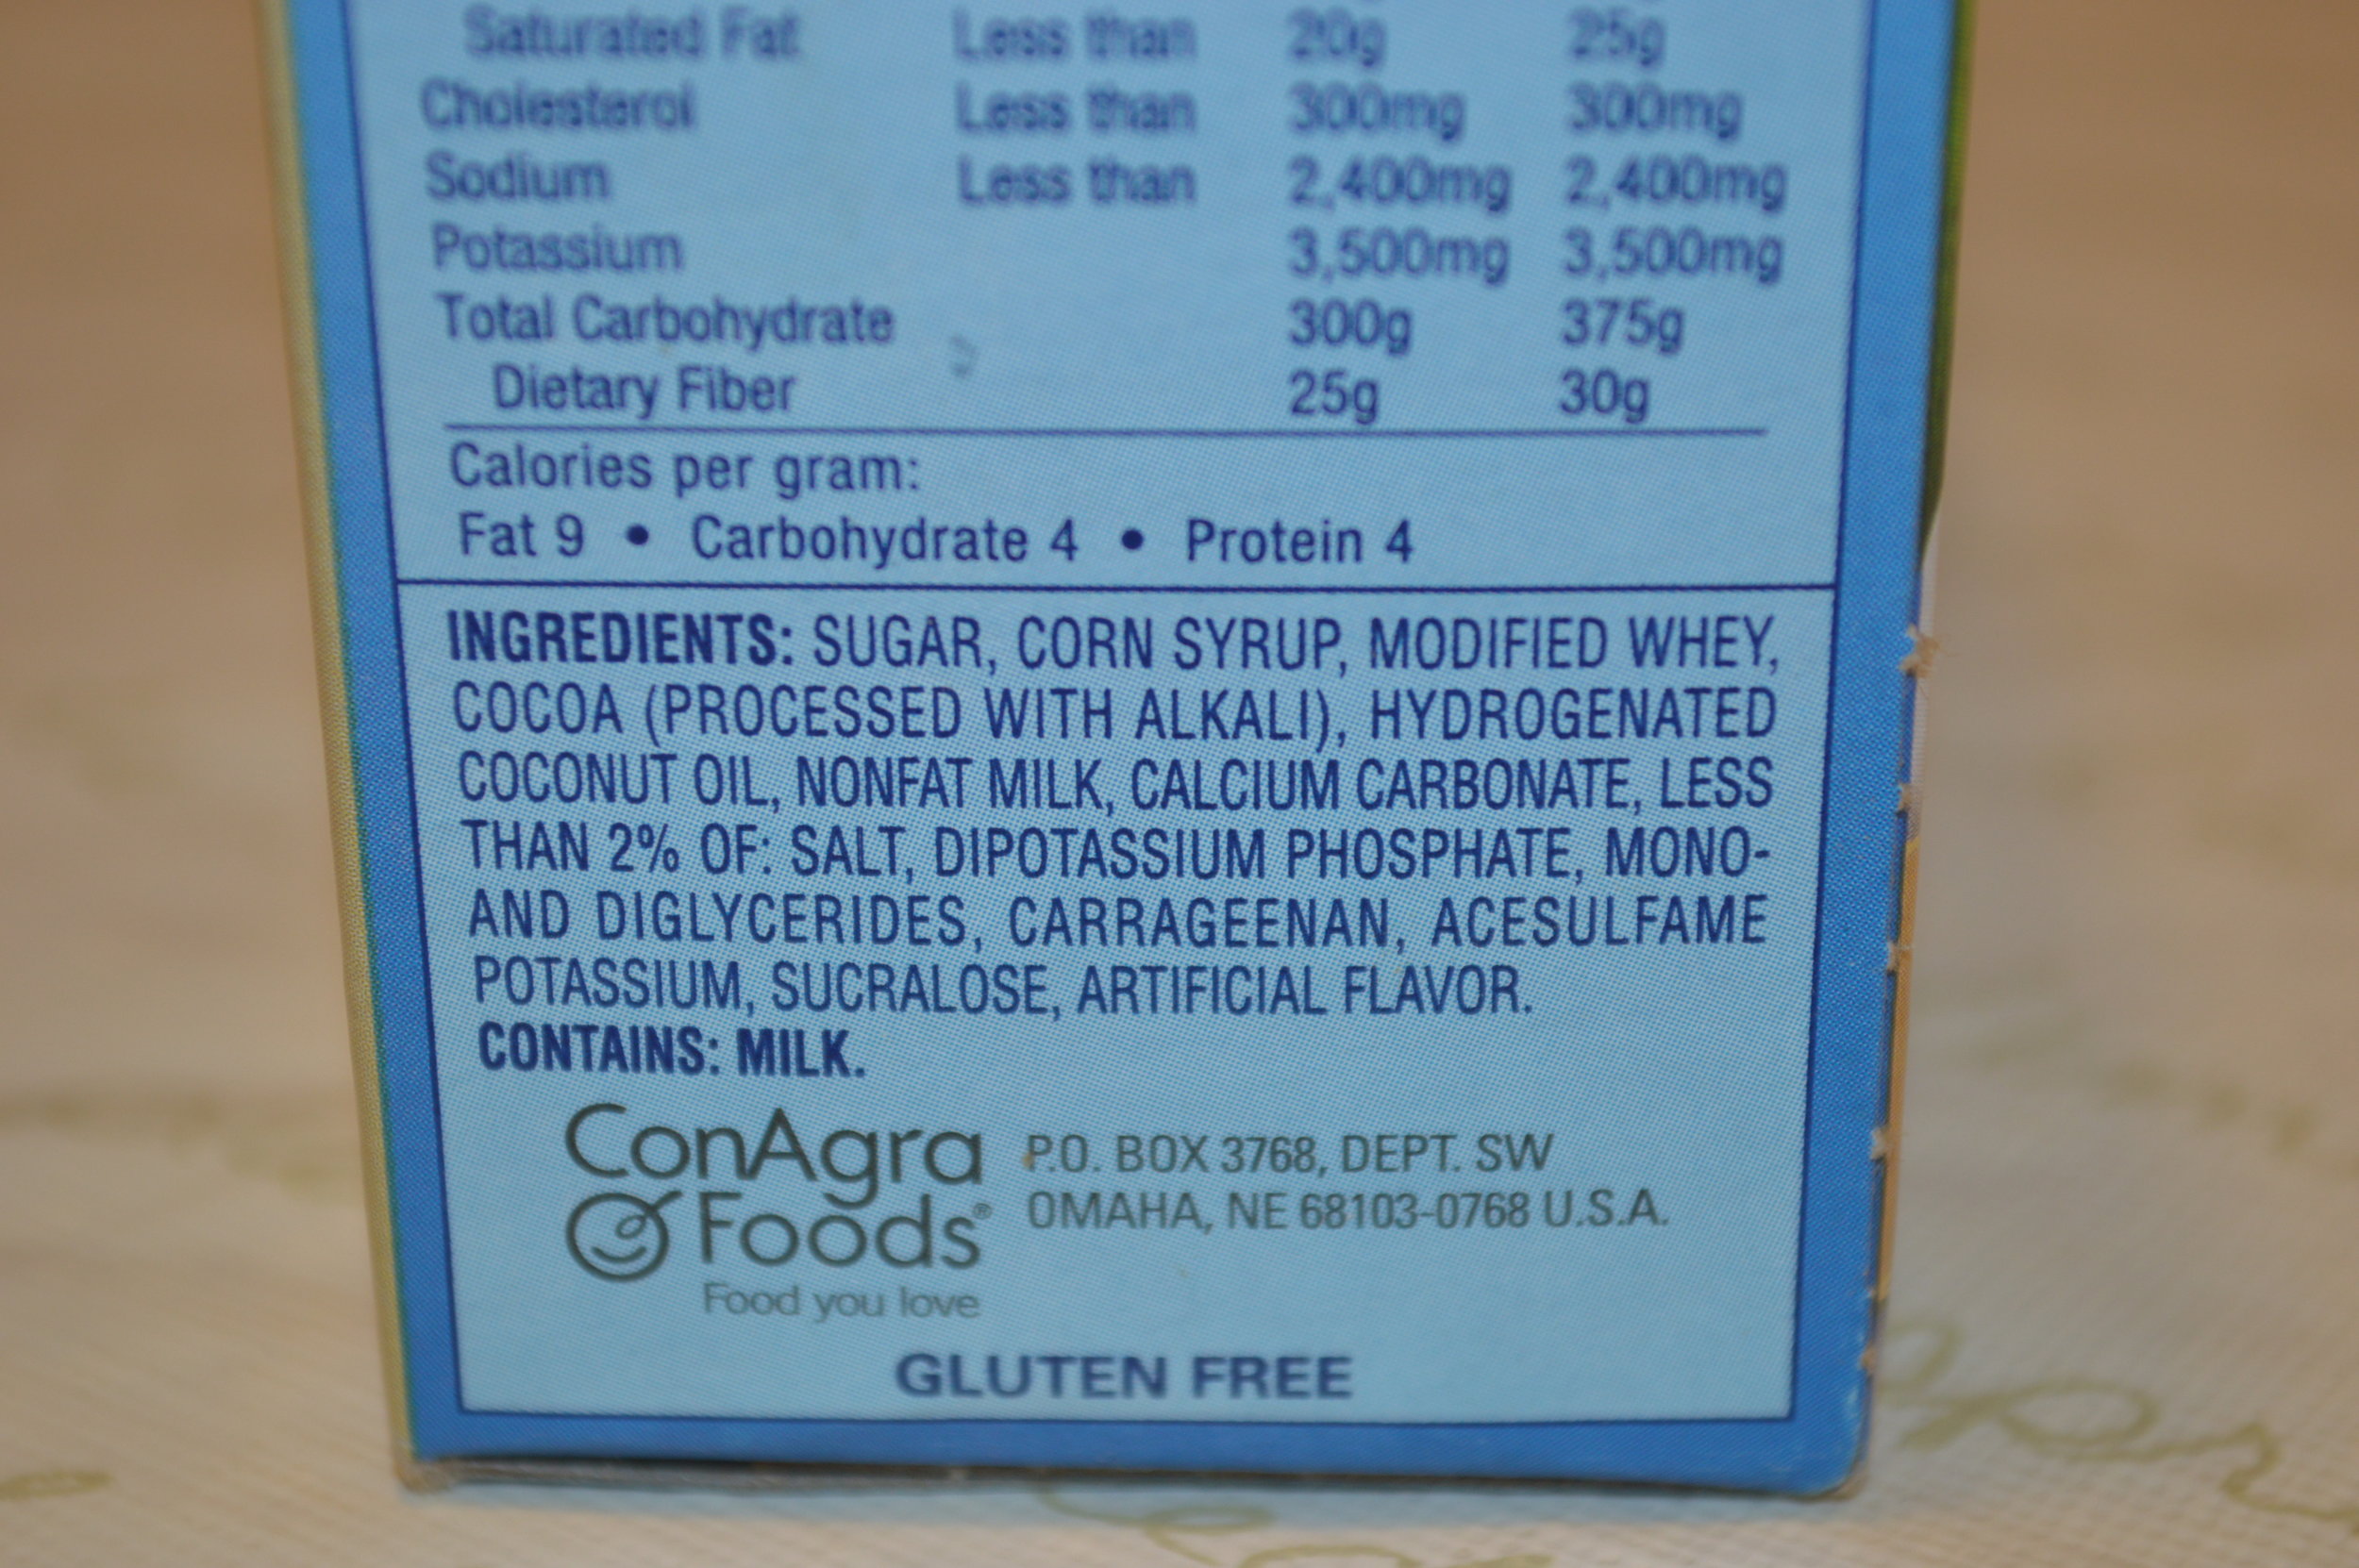 Saturated Fat Less than 20g 25g
Cholesterol Less than 300mg 300mg
Sodium Less than 2,400mg 2,400mg
Potassium 3,500mg 3,500mg
Total Carbohydrate 300g 375g
Dietary Fiber 25g 30g
Calories per gram:
Fat 9 • Carbohydrate 4 • Protein 4
INGREDIENTS: SUGAR, CORN SYRUP, MODIFIED WHEY,
COCOA (PROCESSED WITH ALKALI), HYDROGENATED
COCONUT OIL, NONFAT MILK, CALCIUM CARBONATE, LESS
THAN 2% OF: SALT, DIPOTASSIUM PHOSPHATE, MONO-
AND DIGLYCERIDES, CARRAGEENAN, ACESULFAME
POTASSIUM, SUCRALOSE, ARTIFICIAL FLAVOR.
CONTAINS: MILK.
ConAgra
Foods®
Food you love
P.O. BOX 3768, DEPT. SW
OMAHA, NE 68103-0768 U.S.A.
GLUTEN FREE